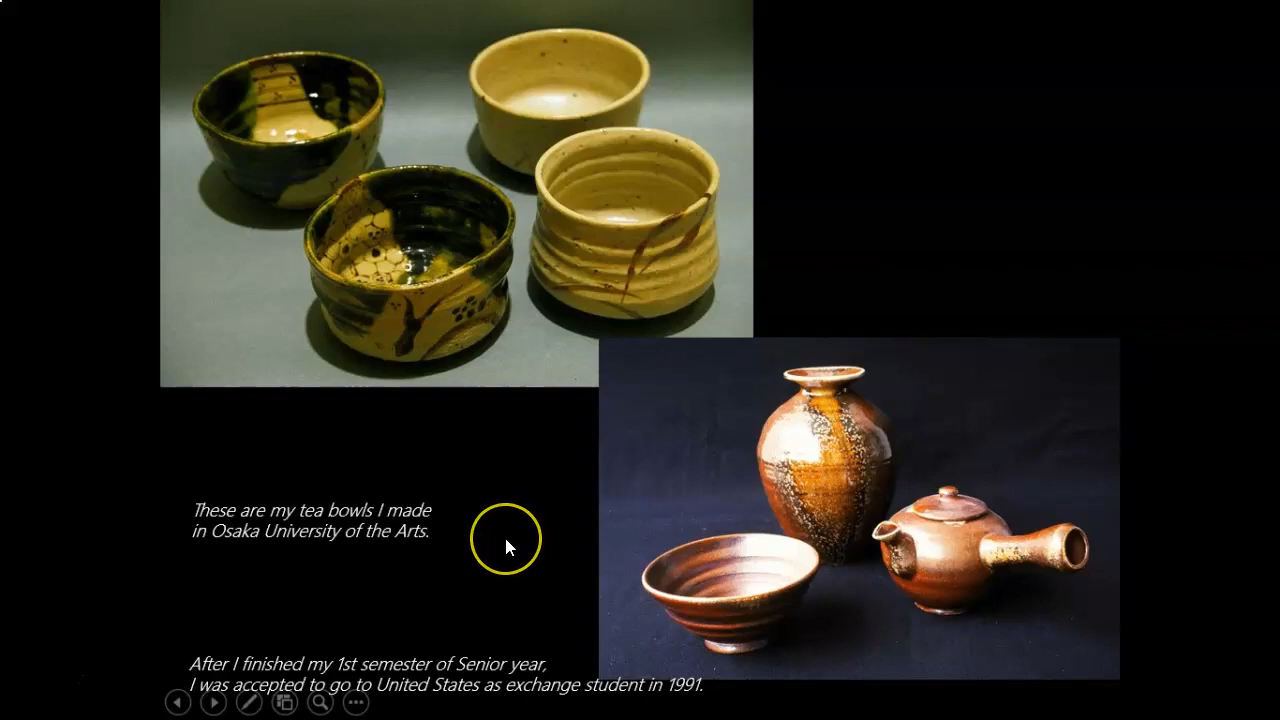 These are my tea bowls I made
in Osaka University of the Arts.
After I finished my 1st semester of Senior year,
I was accepted to go to United States as exchange student in 1991.